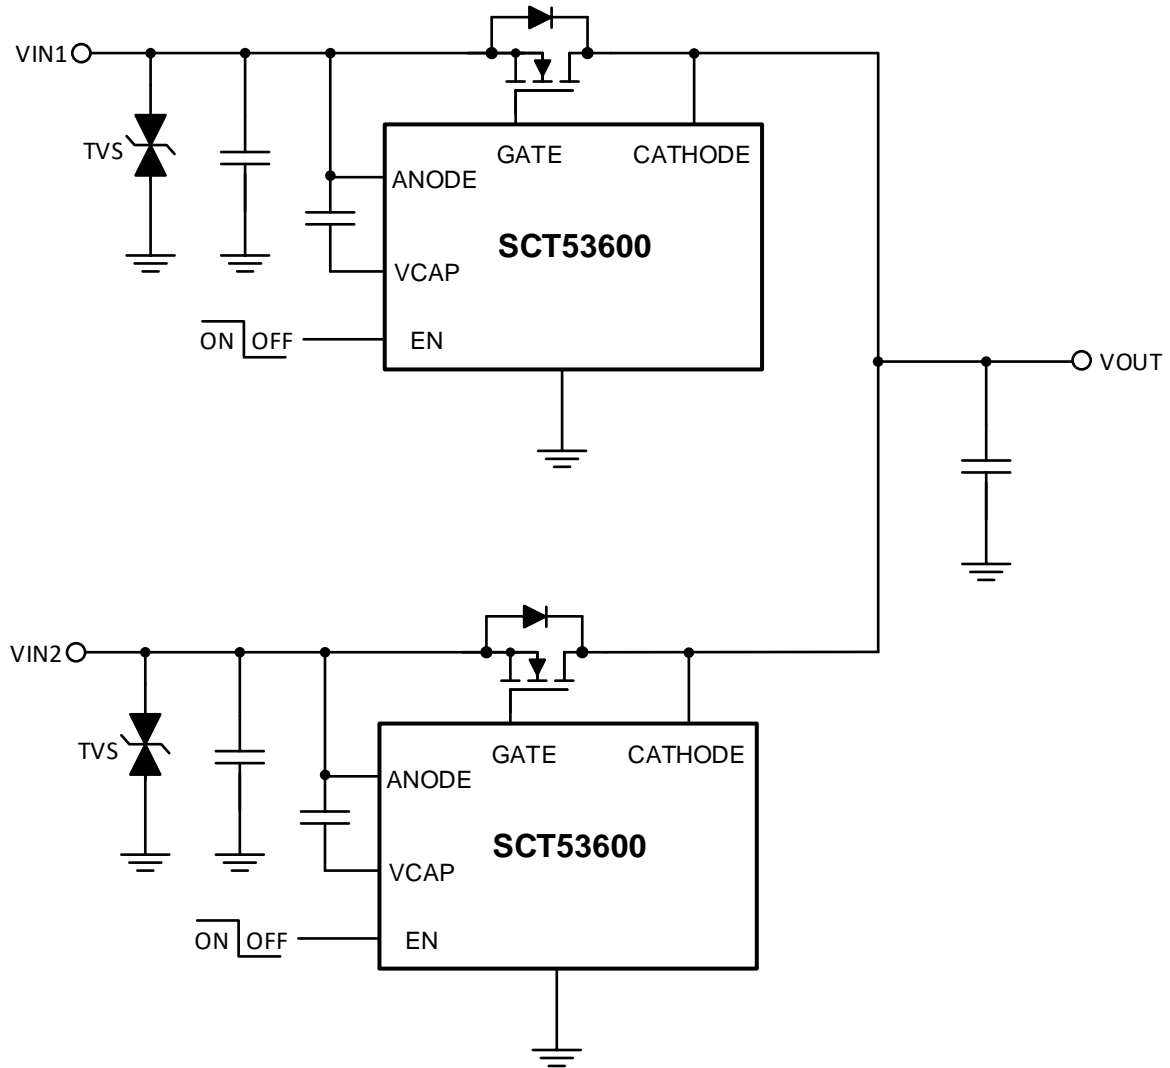 VIN1
TVS
GATE CATHODE
ANODE
SCT53600
VCAP
ON OFF EN
VOUT
VIN2
TVS
GATE CATHODE
ANODE
SCT53600
VCAP
ON OFF EN